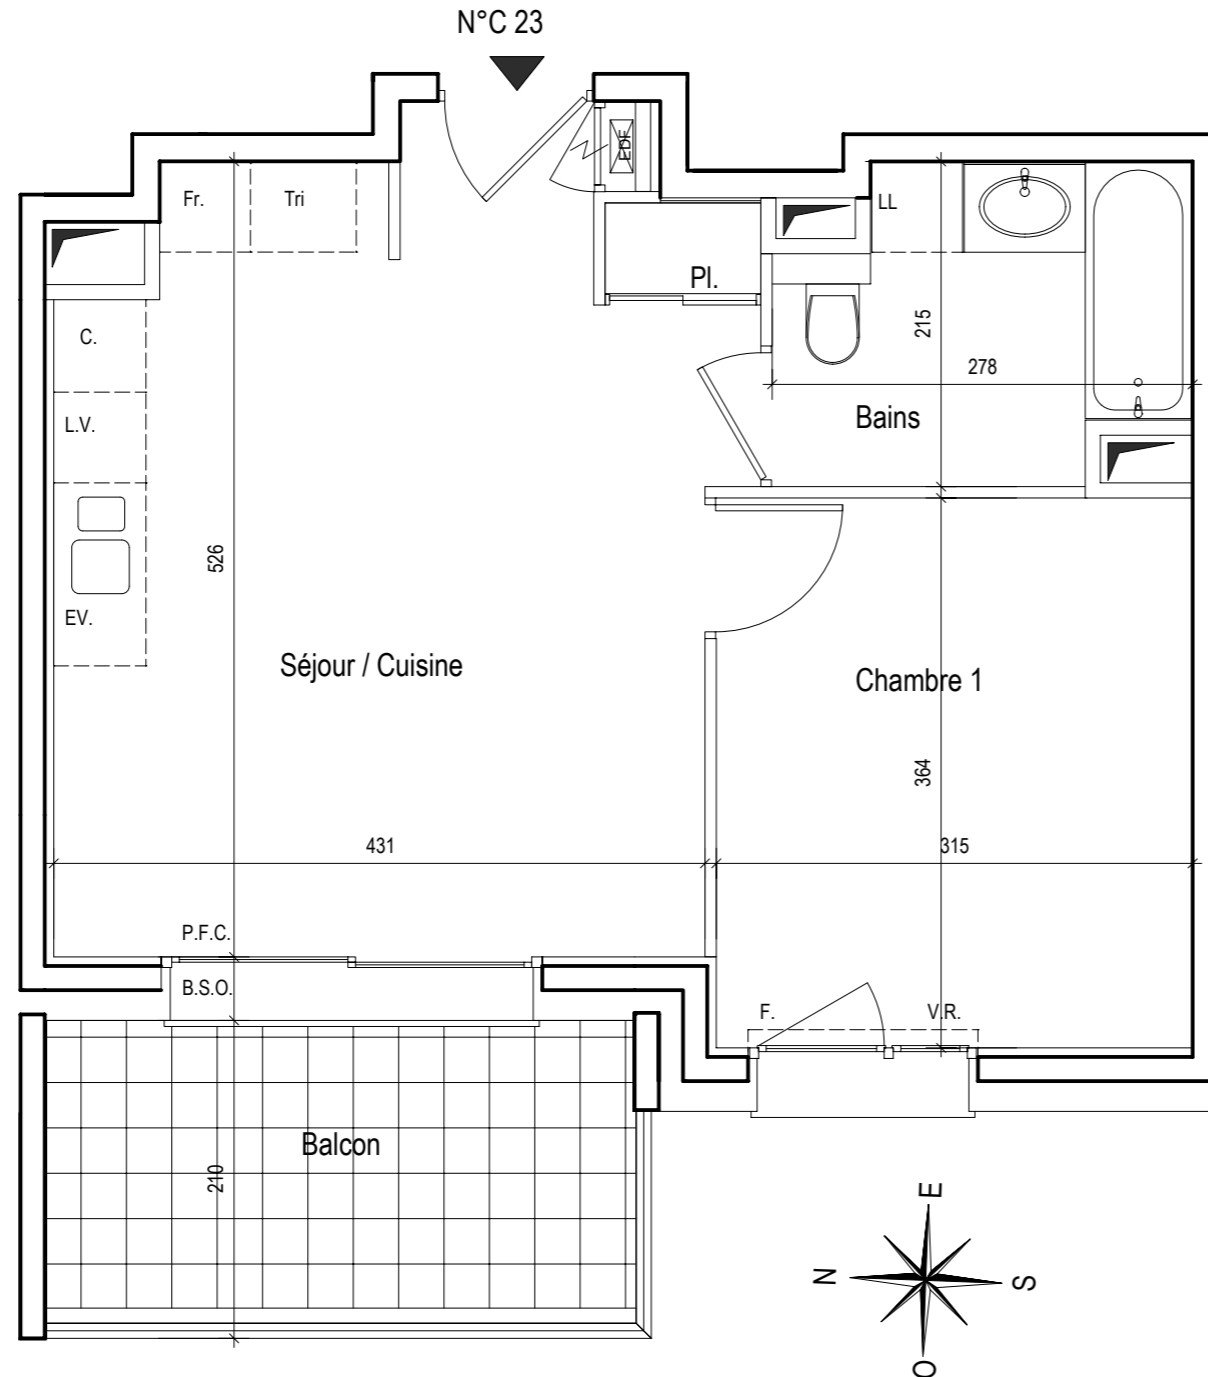 N°C 23
EDF
Fr.
Tri
LL
Pl.
C.
215
278
L.V.
Bains
526
EV.
Séjour / Cuisine
Chambre 1
364
431
315
P.F.C.
B.S.O.
F.
V.R.
Balcon
210
E
N
S
O